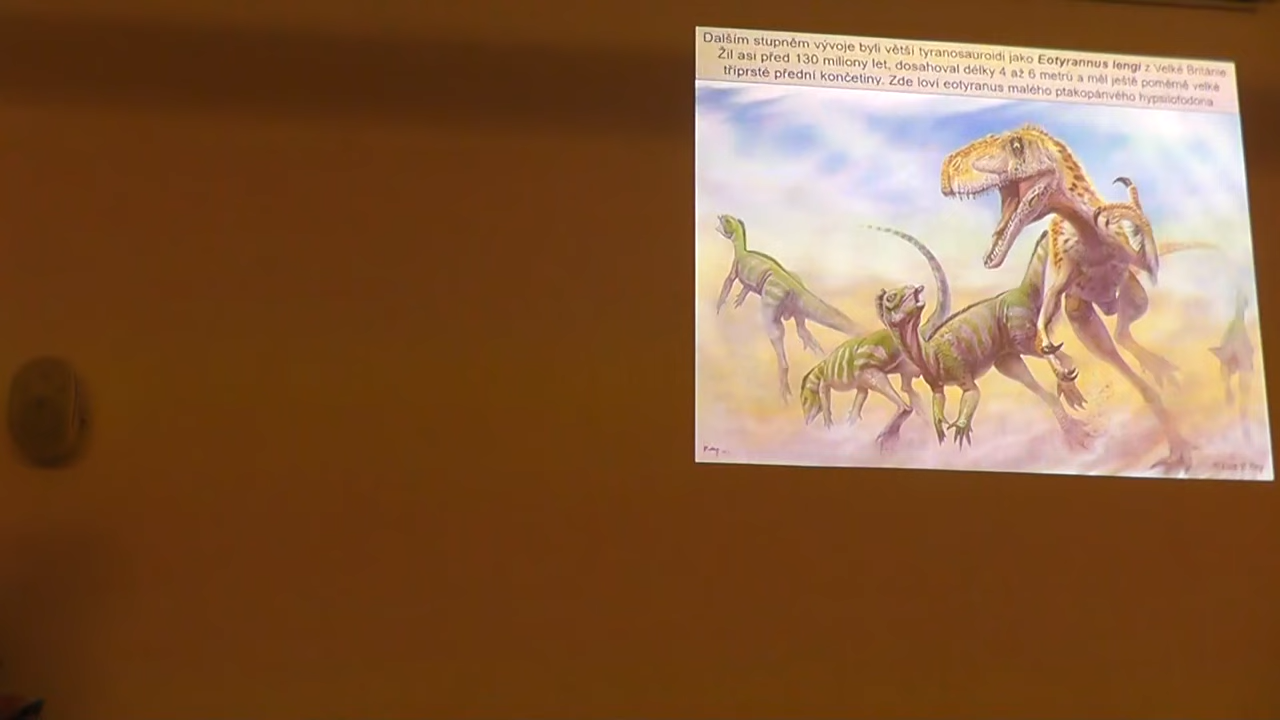 Dalším stupněm vývoje byli větší tyranosauroidi jako Eotyrannus lengi z Velké Británie
Žil asi před 130 miliony let, dosahoval délky 4 až 6 metrů a měl ještě poměrně velké
tříprsté přední končetiny. Zde loví eotyranus malého ptakopánvého hypsilofodona